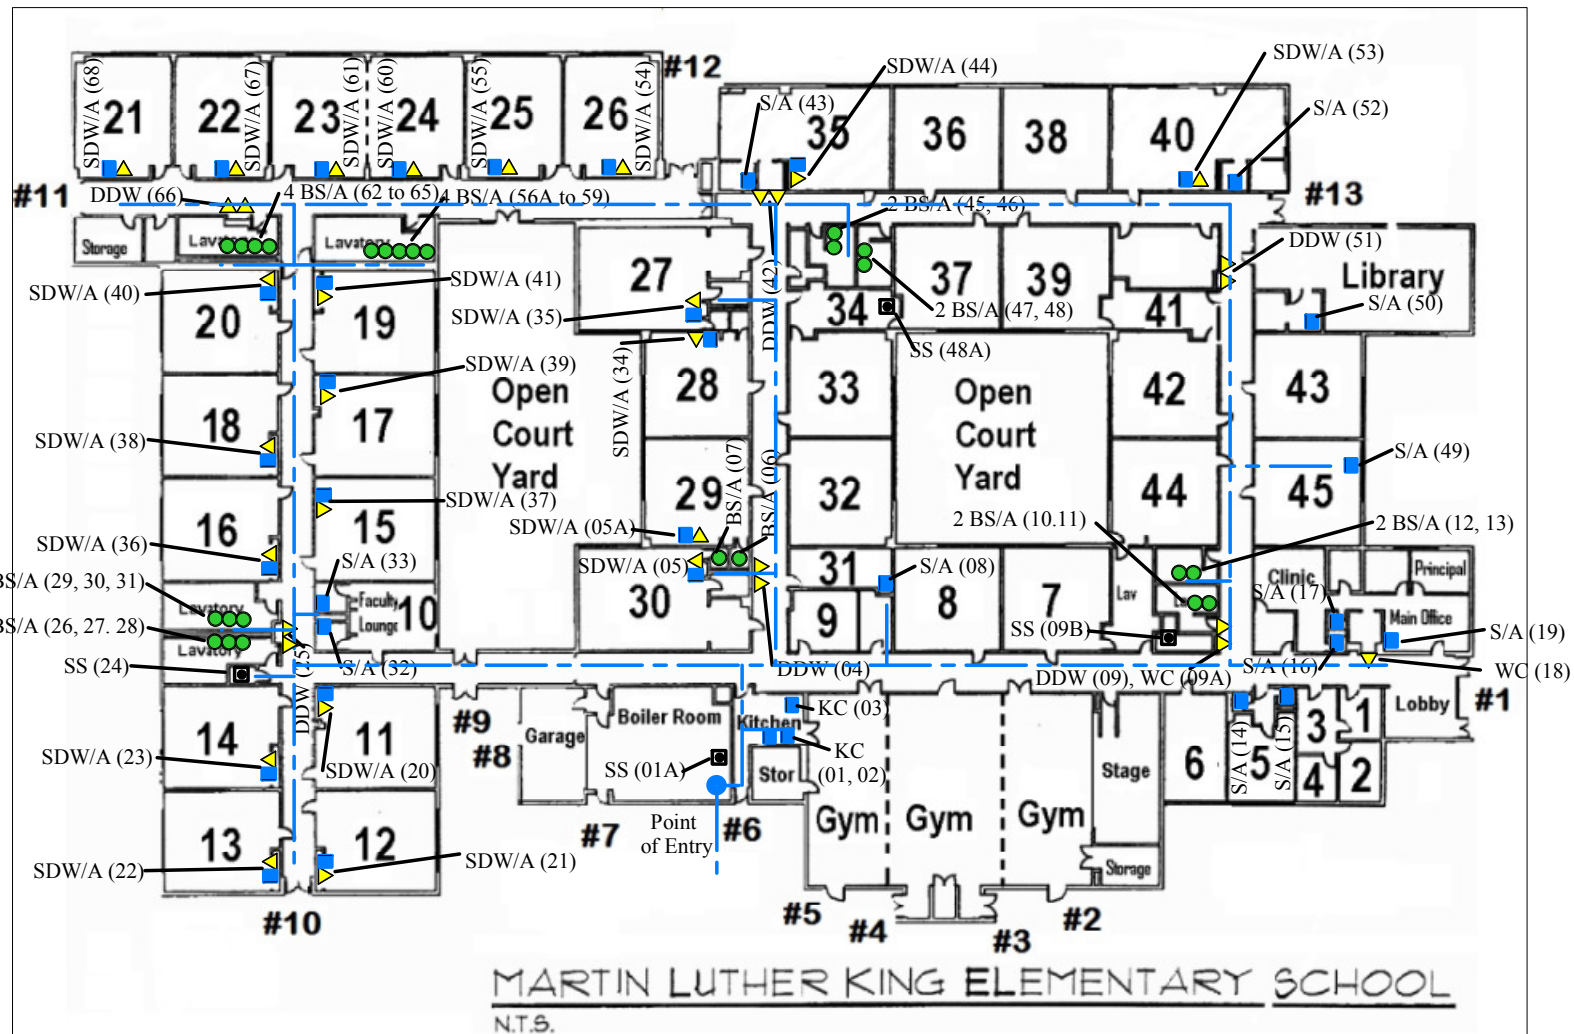 SDW/A (68)
21
22
SDW/A (67)
23
SDW/A (61)
SDW/A (60)
24
SDW/A (55)
25
26
SDW/A (54)
#12
SDW/A (44)
SDW/A (53)
S/A (43)
S/A (52)
35
36
38
40
#11
DDW (66)
4 BS/A (62 to 65)
4 BS/A (56A to 59)
2 BS/A (45, 46)
#13
Storage
Lavatory
Lavatory
DDW (51)
27
DDW (42)
37
39
Library
SDW/A (40)
SDW/A (41)
SDW/A (35)
34
2 BS/A (47, 48)
41
S/A (50)
20
19
SS (48A)
SDW/A (34)
SDW/A (39)
Open
Court
Yard
28
33
Open
Court
Yard
42
43
18
17
SDW/A (38)
S/A (49)
29
BS/A (07)
BS/A (06)
32
44
45
SDW/A (37)
16
15
SDW/A (05A)
2 BS/A (10.11)
2 BS/A (12, 13)
SDW/A (36)
S/A (33)
SDW/A (05)
31
S/A (08)
Clinic
Principal
BS/A (29, 30, 31)
Lavatory
Faculty
Lounge
10
30
9
8
7
Lav
S/A (17)
Main Office
BS/A (26, 27. 28)
Lavatory
SS (09B)
S/A (19)
SS (24)
DDW (25)
S/A (32)
DDW (04)
DDW (09), WC (09A)
S/A (16)
WC (18)
#9
Boiler Room
Kitchen
KC (03)
#8
Garage
Lobby
#1
14
11
6
S/A (14)
5
S/A (15)
3
1
4
2
SDW/A (23)
SDW/A (20)
SS (01A)
Stor
KC
(01, 02)
Stage
13
12
#7
Point
of Entry
#6
Gym
Gym
Gym
SDW/A (22)
SDW/A (21)
Storage
#10
#5
#4
#3
#2
MARTIN LUTHER KING ELEMENTARY SCHOOL
N.T.S.